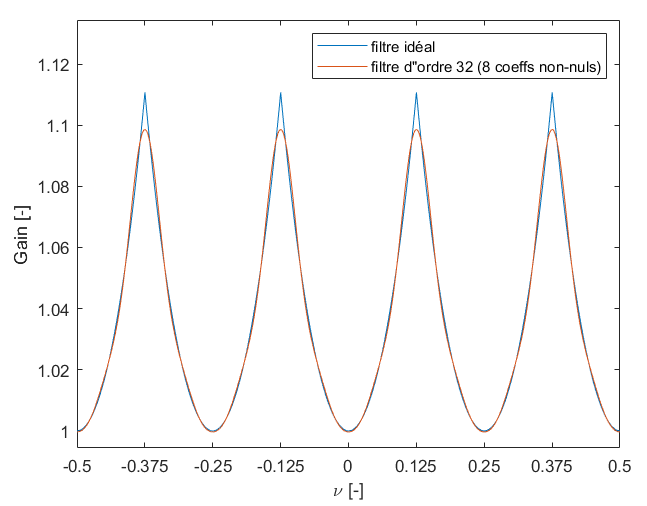 filtre idéal
filtre d"ordre 32 (8 coeffs non-nuls)
1.12
1.1
1.08
1.06
1.04
1.02
1
Gain [-]
-0.5 -0.375 -0.25 -0.125 0 0.125 0.25 0.375 0.5
ν [-]